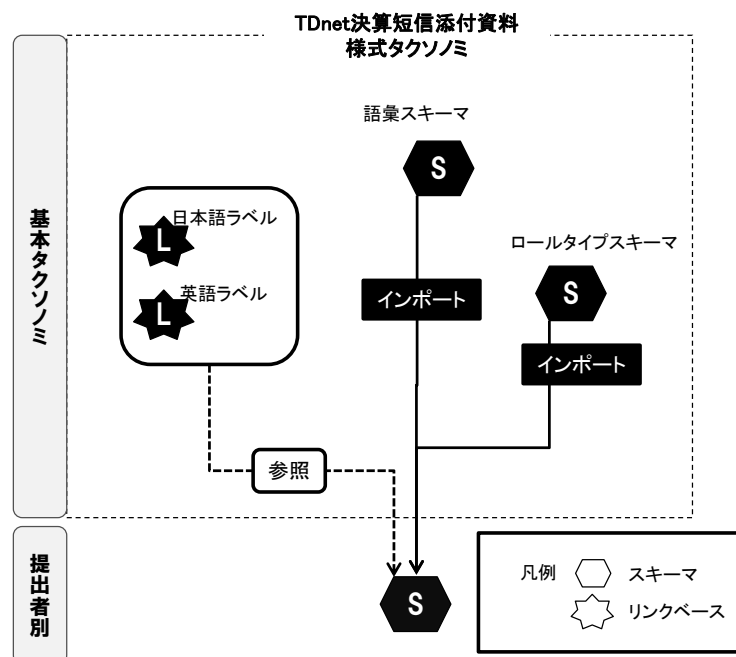 TDnet決算短信添付資料
様式タクソノミ
基本タクソノミ
語彙スキーマ
S
日本語ラベル
L
ロールタイプスキーマ
S
英語ラベル
L
インポート
インポート
参照
提出者別
S
凡例
スキーマ
リンクベース